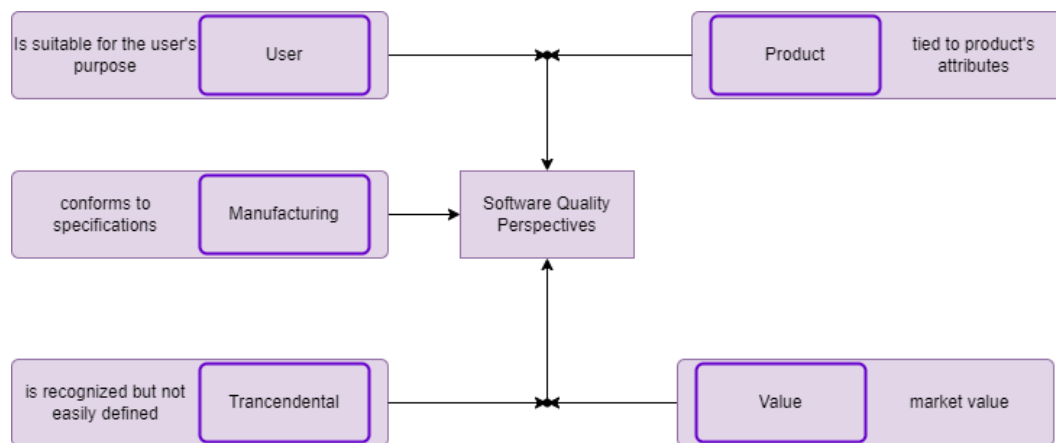 Is suitable for the user's
purpose
User
Product
tied to product's
attributes
conforms to
specifications
Manufacturing
Software Quality
Perspectives
is recognized but not
easily defined
Trancendental
Value
market value